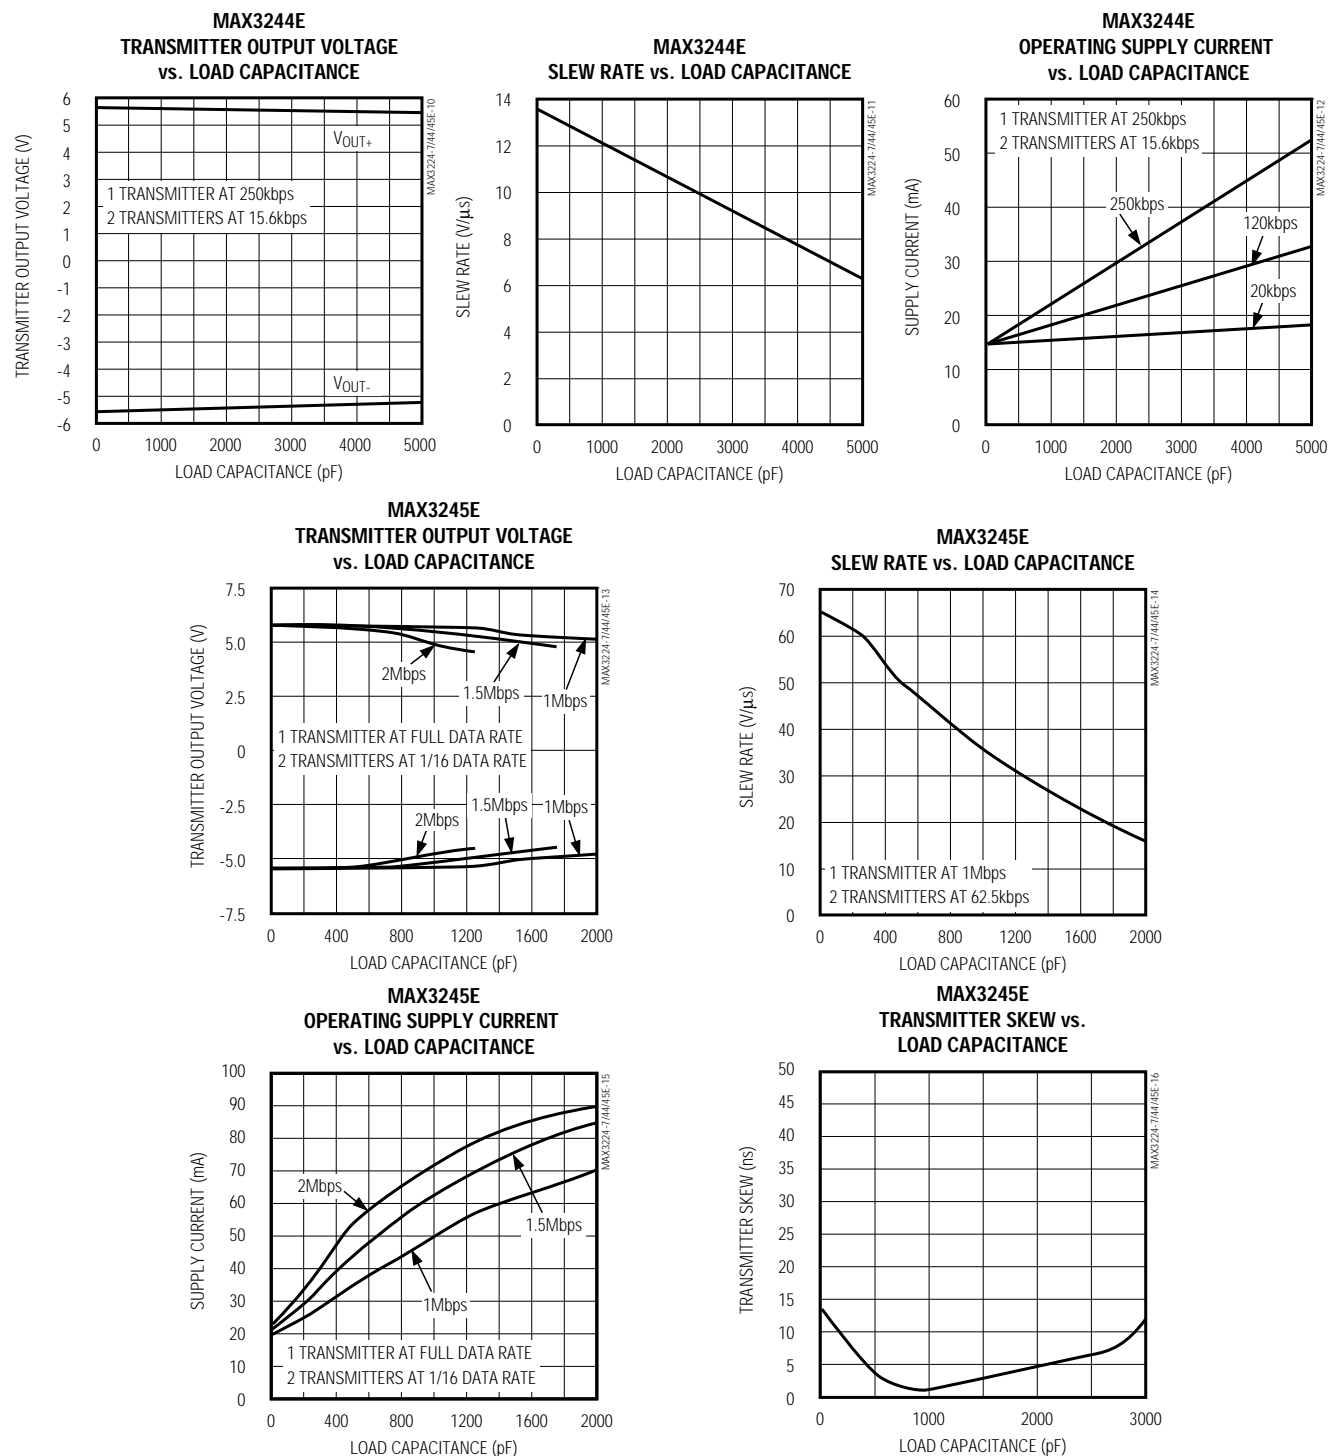 MAX3244E
TRANSMITTER OUTPUT VOLTAGE
vs. LOAD CAPACITANCE
6
5
4
3
2
1
0
-1
-2
-3
-4
-5
-6
TRANSMITTER OUTPUT VOLTAGE (V)
VOUT+
1 TRANSMITTER AT 250kbps
2 TRANSMITTERS AT 15.6kbps
VOUT-
MAX3224-7/44/45E-10
0 1000 2000 3000 4000 5000
LOAD CAPACITANCE (pF)
MAX3244E
SLEW RATE vs. LOAD CAPACITANCE
14
12
10
8
6
4
2
0
SLEW RATE (V/μs)
MAX3224-7/44/45E-11
0 1000 2000 3000 4000 5000
LOAD CAPACITANCE (pF)
MAX3244E
OPERATING SUPPLY CURRENT
vs. LOAD CAPACITANCE
60
50
40
30
20
10
0
SUPPLY CURRENT (mA)
1 TRANSMITTER AT 250kbps
2 TRANSMITTERS AT 15.6kbps
250kbps
120kbps
20kbps
MAX3224-7/44/45E-12
0 1000 2000 3000 4000 5000
LOAD CAPACITANCE (pF)
MAX3245E
TRANSMITTER OUTPUT VOLTAGE
vs. LOAD CAPACITANCE
7.5
5.0
2.5
0
-2.5
-5.0
-7.5
TRANSMITTER OUTPUT VOLTAGE (V)
2Mbps
1.5Mbps
1Mbps
1 TRANSMITTER AT FULL DATA RATE
2 TRANSMITTERS AT 1/16 DATA RATE
2Mbps
1.5Mbps
1Mbps
MAX3224-7/44/45E-13
0 400 800 1200 1600 2000
LOAD CAPACITANCE (pF)
MAX3245E
SLEW RATE vs. LOAD CAPACITANCE
70
60
50
40
30
20
10
0
SLEW RATE (V/μs)
1 TRANSMITTER AT 1Mbps
2 TRANSMITTERS AT 62.5kbps
MAX3224-7/44/45E-14
0 400 800 1200 1600 2000
LOAD CAPACITANCE (pF)
MAX3245E
OPERATING SUPPLY CURRENT
vs. LOAD CAPACITANCE
100
90
80
70
60
50
40
30
20
10
0
SUPPLY CURRENT (mA)
2Mbps
1.5Mbps
1Mbps
1 TRANSMITTER AT FULL DATA RATE
2 TRANSMITTERS AT 1/16 DATA RATE
MAX3224-7/44/45E-15
0 400 800 1200 1600 2000
LOAD CAPACITANCE (pF)
MAX3245E
TRANSMITTER SKEW vs.
LOAD CAPACITANCE
50
45
40
35
30
25
20
15
10
5
0
TRANSMITTER SKEW (ns)
MAX3224-7/44/45E-16
0 1000 2000 3000
LOAD CAPACITANCE (pF)